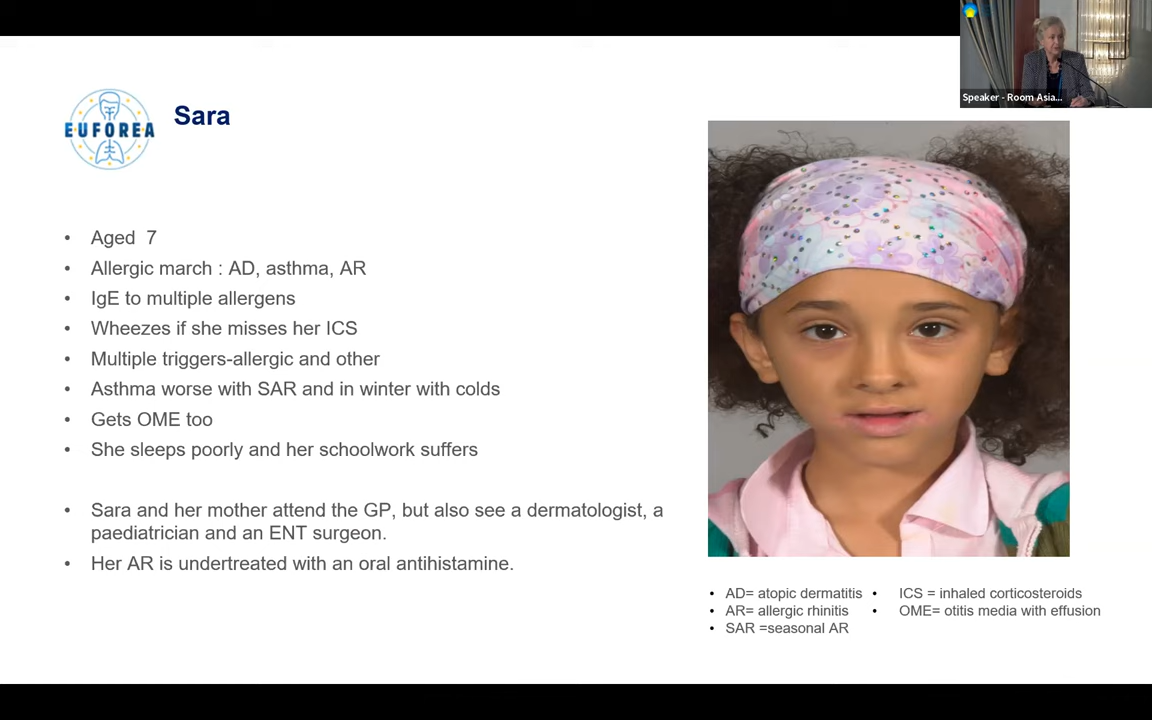 Speaker - Room Asia...
EUFOREA
Sara
• Aged 7
• Allergic march : AD, asthma, AR
• IgE to multiple allergens
• Wheezes if she misses her ICS
• Multiple triggers-allergic and other
• Asthma worse with SAR and in winter with colds
• Gets OME too
• She sleeps poorly and her schoolwork suffers
• Sara and her mother attend the GP, but also see a dermatologist, a
paediatrician and an ENT surgeon.
• Her AR is undertreated with an oral antihistamine.
• AD= atopic dermatitis
• AR= allergic rhinitis
• SAR =seasonal AR
• ICS = inhaled corticosteroids
• OME= otitis media with effusion